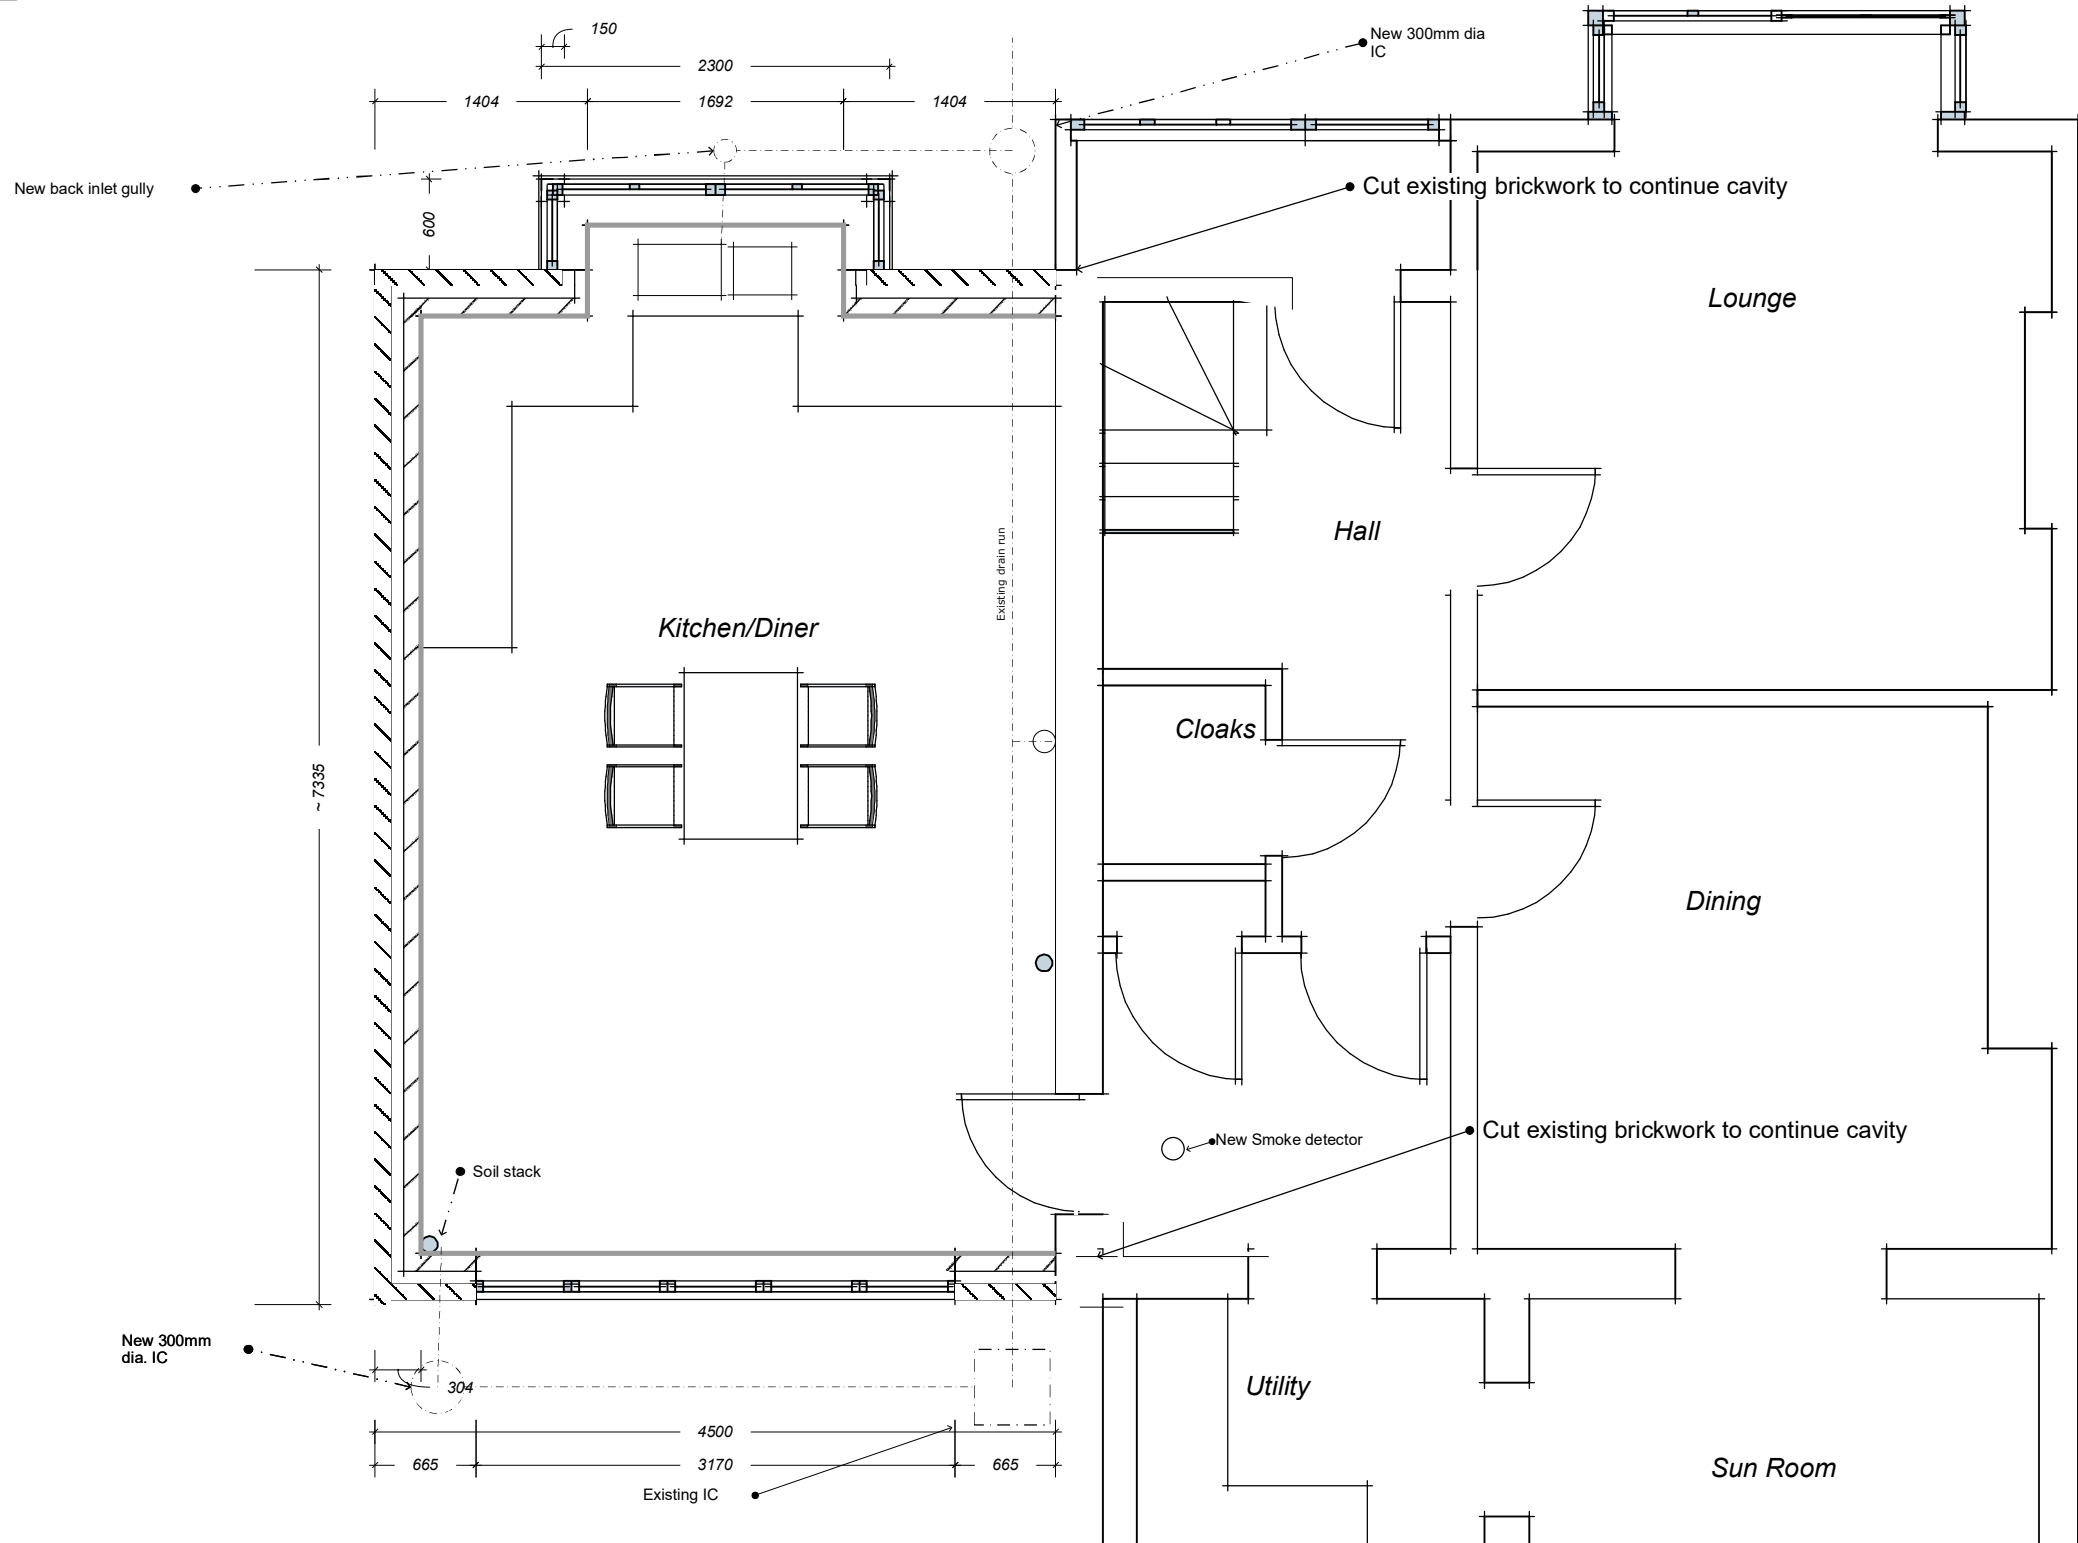 150
New 300mm dia
IC
2300
1404
1692
1404
New back inlet gully
Cut existing brickwork to continue cavity
600
Lounge
Existing drain run
Hall
Kitchen/Diner
Cloaks
~ 7335
Dining
New Smoke detector
Cut existing brickwork to continue cavity
Soil stack
New 300mm
dia. IC
304
Utility
4500
665
3170
665
Sun Room
Existing IC